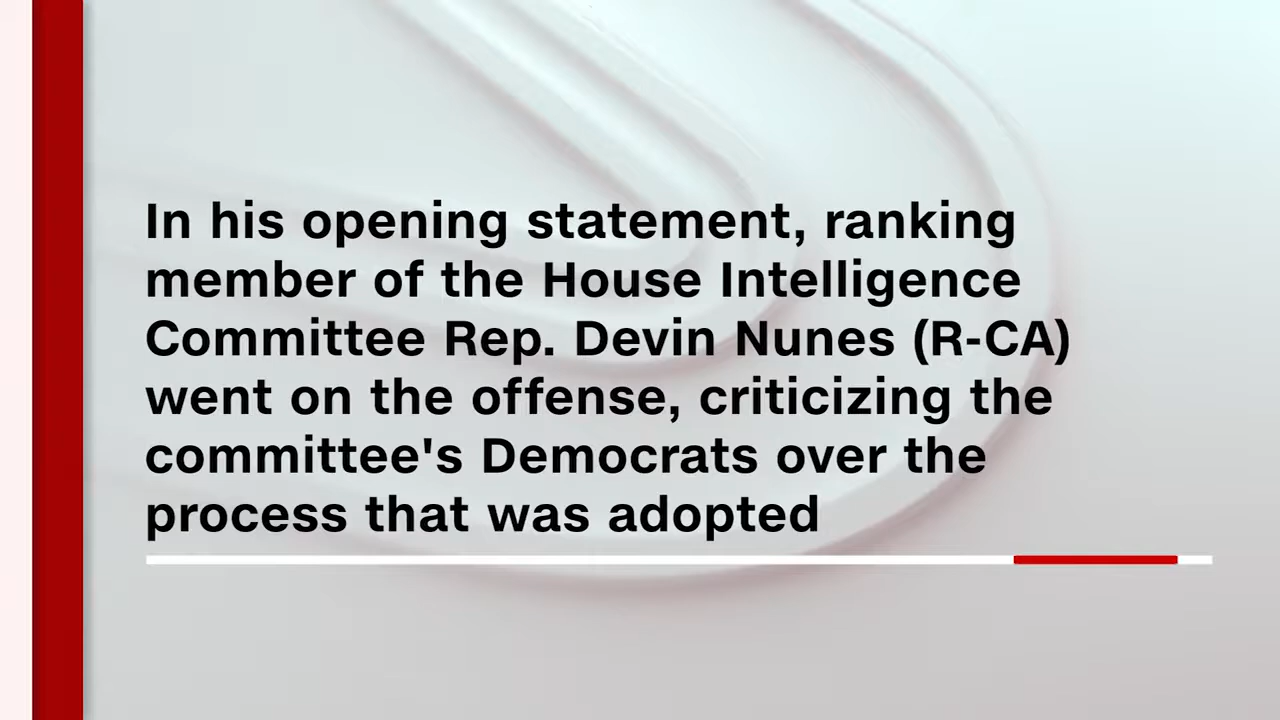 In his opening statement, ranking
member of the House Intelligence
Committee Rep. Devin Nunes (R-CA)
went on the offense, criticizing the
committee's Democrats over the
process that was adopted